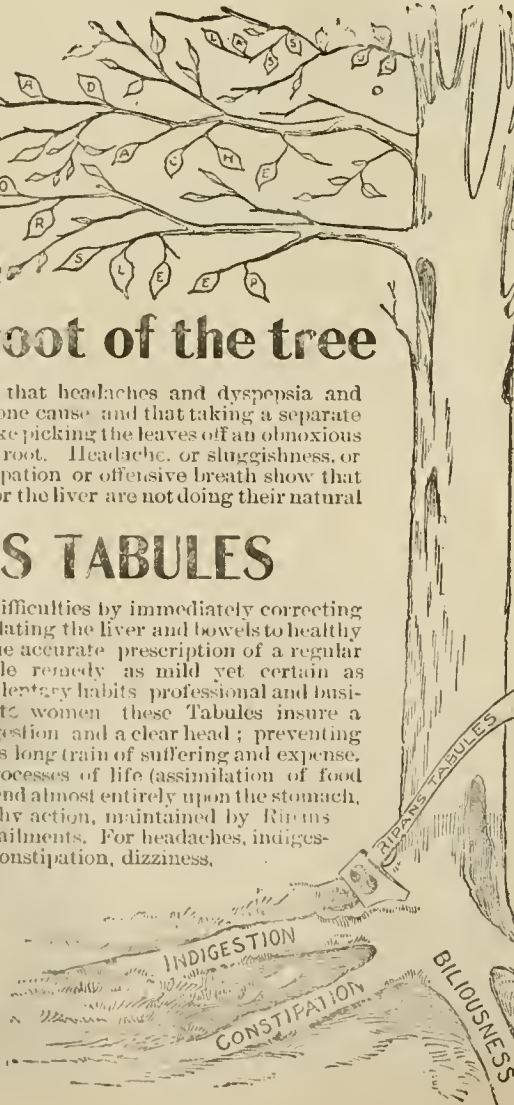 A D
A C H E
O
R
S L E E P
oot of the tree
that headaches and dyspepsia and
one cause and that taking a separate
ke picking the leaves off an obnoxious
root. Headache, or sluggishness, or
pation or offensive breath show that
or the liver are not doing their natural
S TABULES
ifficulties by immediately correcting
lating the liver and bowels to healthy
e accurate prescription of a regular
le remedy as mild yet certain as
dentary habits professional and busi-
women these Tabules insure a
estion and a clear head ; preventing
s long train of suffering and expense.
rocesses of life (assimilation of food
end almost entirely upon the stomach,
hy action, maintained by Ripans
ailments. For headaches, indiges-
onstipation, dizziness,
RIPANS TABULES
INDIGESTION
CONSTIPATION
BILIOUSNESS